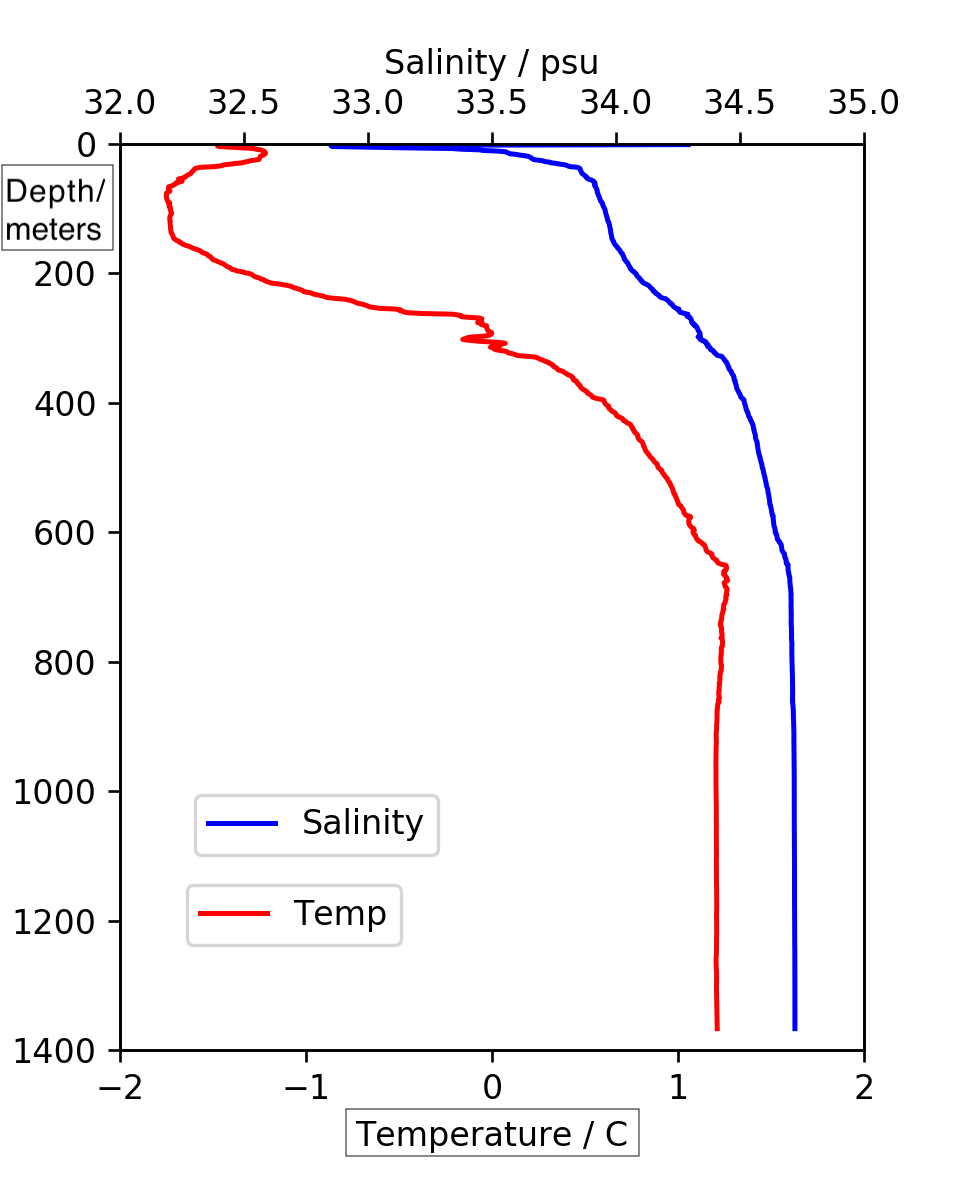 Salinity / psu
32.0 32.5 33.0 33.5 34.0 34.5 35.0
0
Depth/
meters
200
400
600
800
1000
Salinity
Temp
1200
1400
−2 −1 0 1 2
Temperature / C